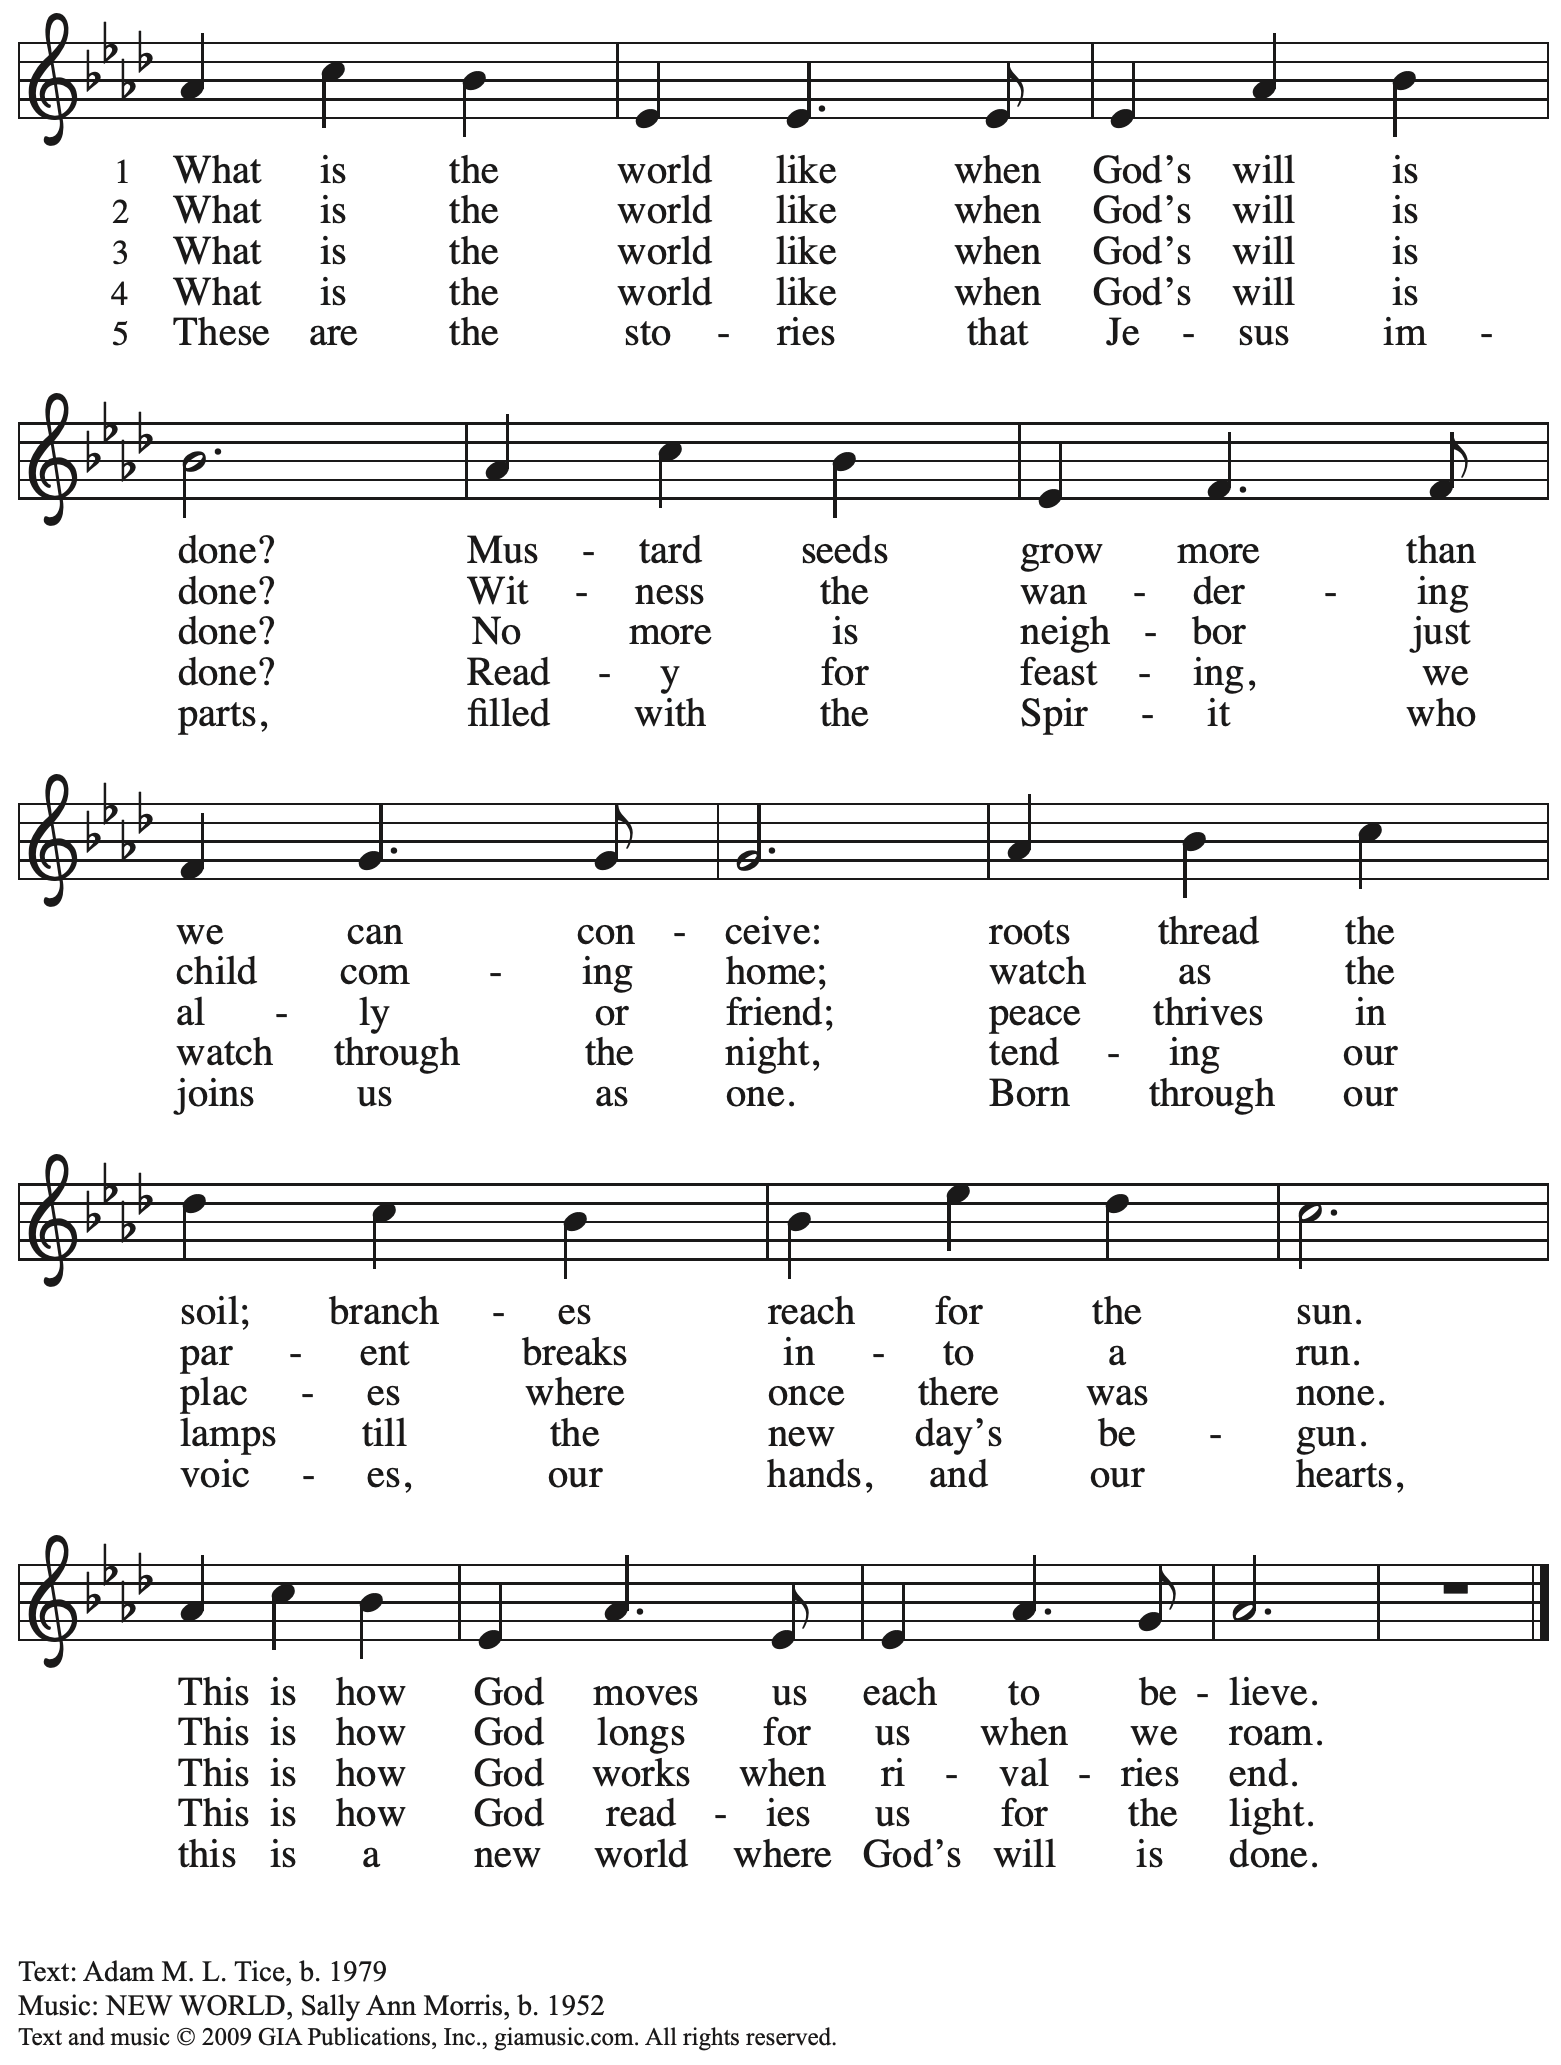 1 What is the world like when God's will is
2 What is the world like when God's will is
3 What is the world like when God's will is
4 What is the world like when God's will is
5 These are the sto - ries that Je - sus im -
done? Mus - tard seeds grow more than
done? Wit - ness the wan - der - ing
done? No more is neigh - bor just
done? Read - y for feast - ing, we
parts, filled with the Spir - it who
we can con - ceive: roots thread the
child com - ing home; watch as the
al - ly or friend; peace thrives in
watch through the night, tend - ing our
joins us as one. Born through our
soil; branch - es reach for the sun.
par - ent breaks in - to a run.
plac - es where once there was none.
lamps till the new day's be - gun.
voic - es, our hands, and our hearts,
This is how God moves us each to be - lieve.
This is how God longs for us when we roam.
This is how God works when ri - val - ries end.
This is how God read - ies us for the light.
this is a new world where God's will is done.
Text: Adam M. L. Tice, b. 1979
Music: NEW WORLD, Sally Ann Morris, b. 1952
Text and music © 2009 GIA Publications, Inc., giamusic.com. All rights reserved.